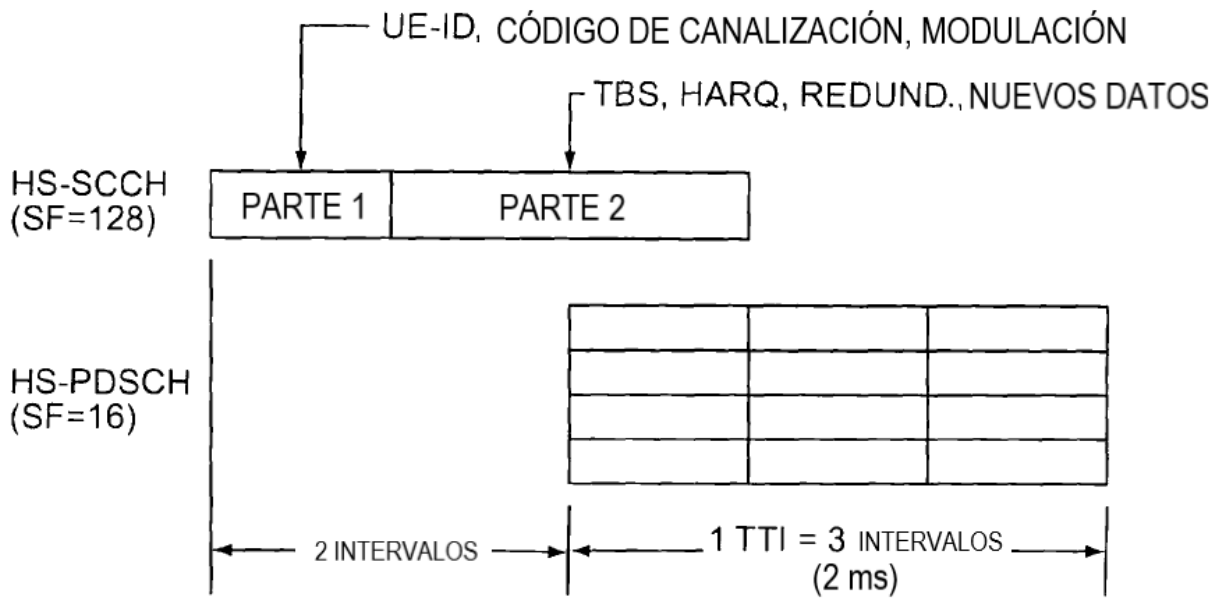 UE-ID, CÓDIGO DE CANALIZACIÓN, MODULACIÓN
TBS, HARQ, REDUND., NUEVOS DATOS
HS-SCCH
(SF=128)
PARTE 1
PARTE 2
HS-PDSCH
(SF=16)
2 INTERVALOS
1 TTI = 3 INTERVALOS
(2 ms)